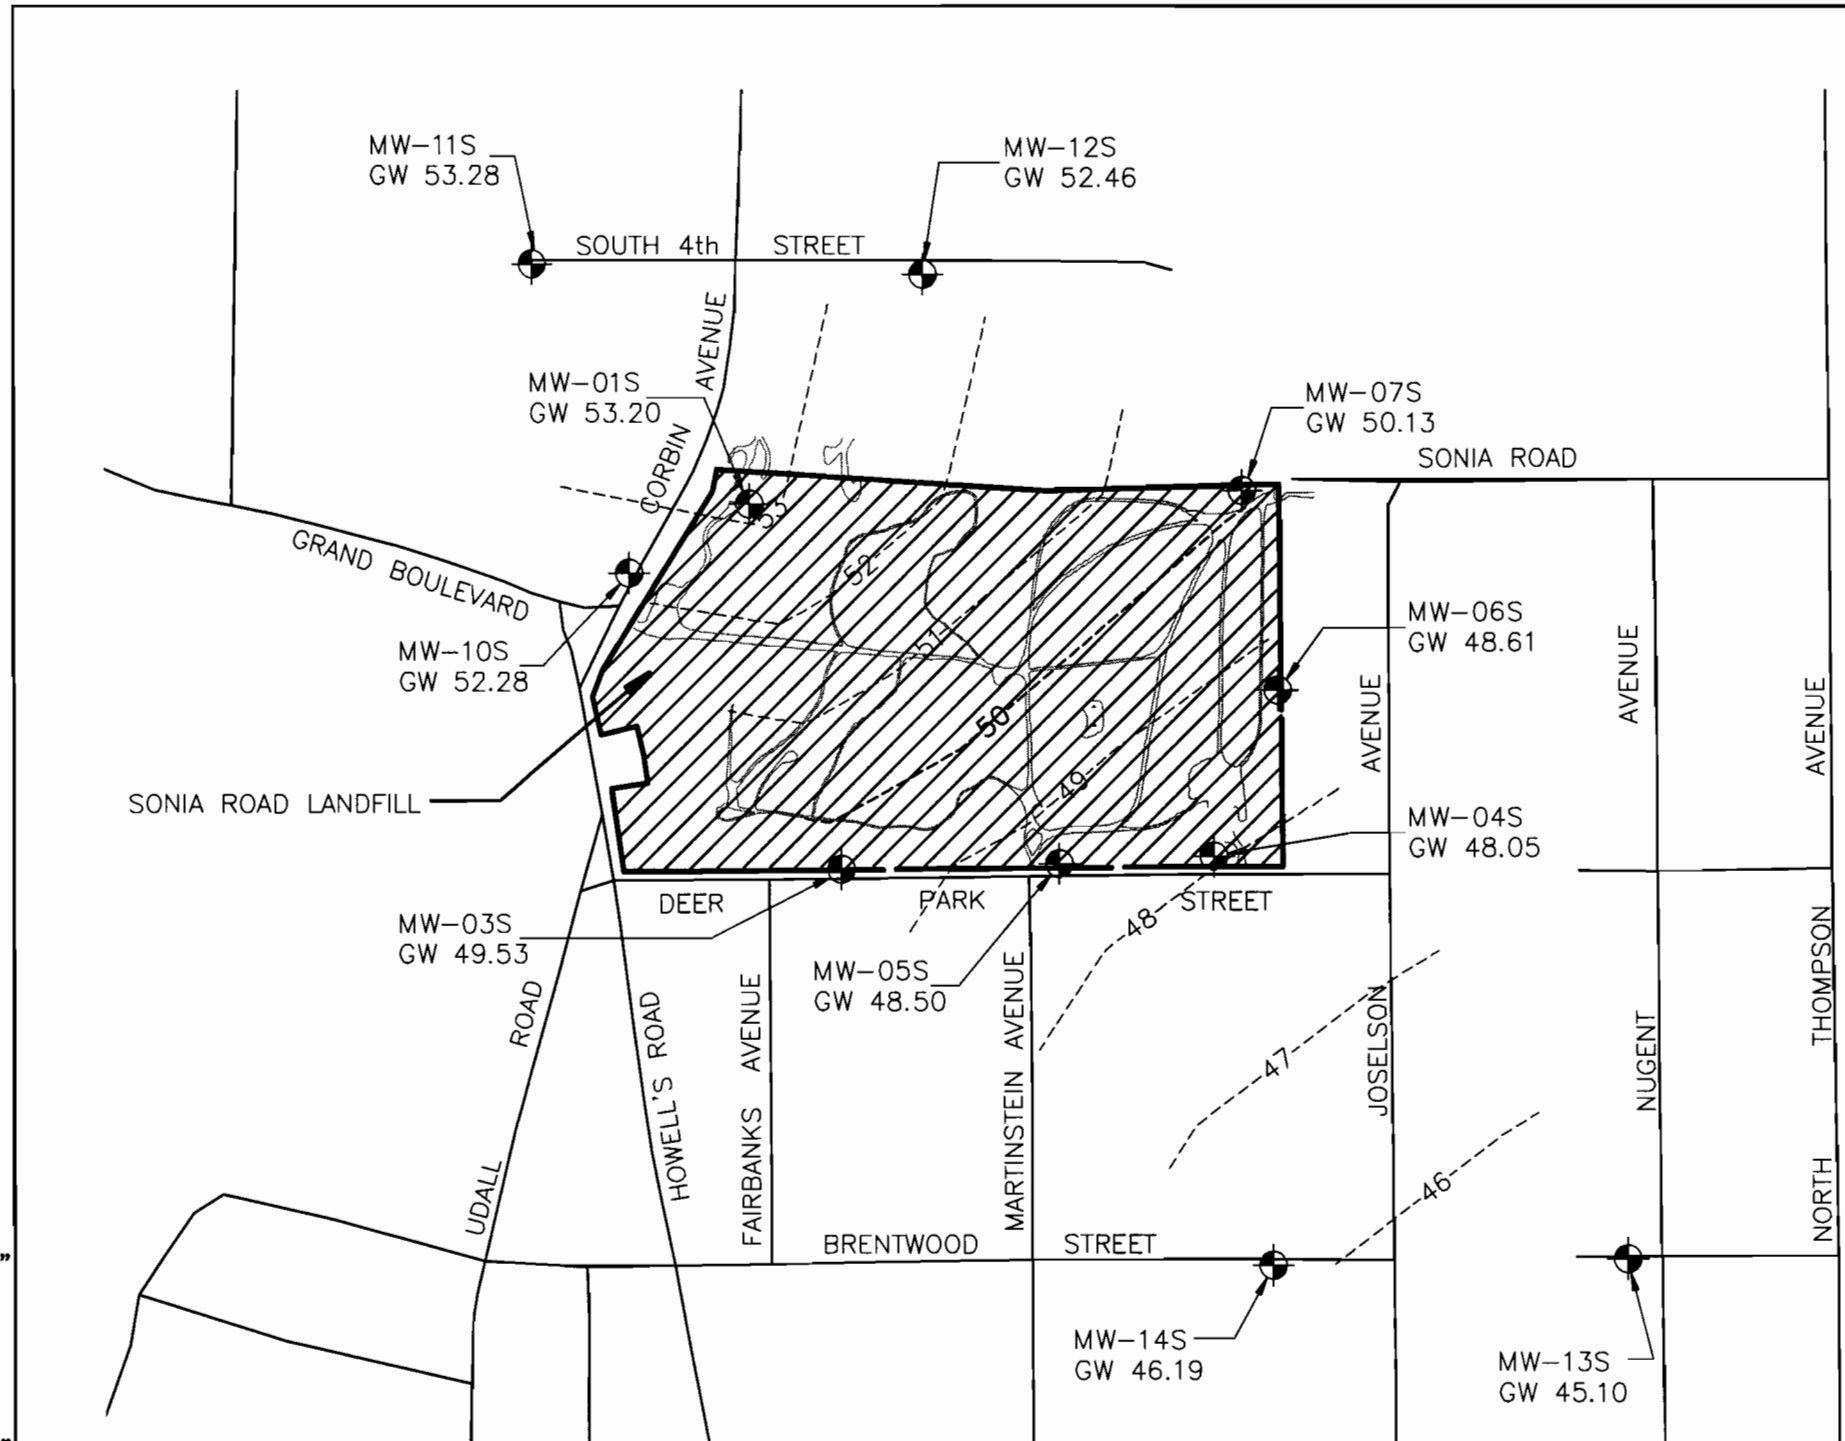 MW-11S
GW 53.28
MW-12S
GW 52.46
SOUTH 4th STREET
MW-01S
GW 53.20
CORBIN AVENUE
MW-07S
GW 50.13
SONIA ROAD
GRAND BOULEVARD
53
52
51
50
49
MW-10S
GW 52.28
MW-06S
GW 48.61
AVENUE
AVENUE
AVENUE
SONIA ROAD LANDFILL
MW-04S
GW 48.05
DEER PARK STREET
48
MW-03S
GW 49.53
MW-05S
GW 48.50
UDALL ROAD
HOWELL'S ROAD
FAIRBANKS AVENUE
MARTINSTEIN AVENUE
47
JOSELSON
NUGENT
NORTH THOMPSON
46
BRENTWOOD STREET
MW-14S
GW 46.19
MW-13S
GW 45.10